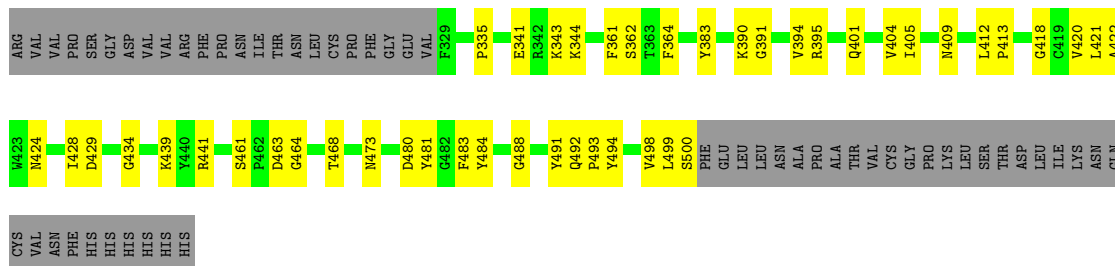 ARG VAL VAL PRO SER GLY ASP VAL VAL ARG PHE PRO ASN ILE THR ASN LEU CYS PRO PHE GLY GLU VAL F329 P335 E341 R342 K343 K344 F361 S362 T363 F364 Y383 K390 G391 V394 R395 Q401 V404 I405 N409 L412 P413 G418 C419 V420 L421
W423 N424 I428 D429 G434 K439 Y440 R441 S461 P462 D463 G464 T468 N473 D480 Y481 G482 F483 Y484 G488 Y491 Q492 P493 Y494 V498 L499 S500 PHE GLU LEU LEU ASN ALA PRO ALA THR VAL CYS GLY PRO LYS LEU SER THR ASP LEU ILE LYS ASN
CYS VAL ASN PHE HIS HIS HIS HIS HIS HIS